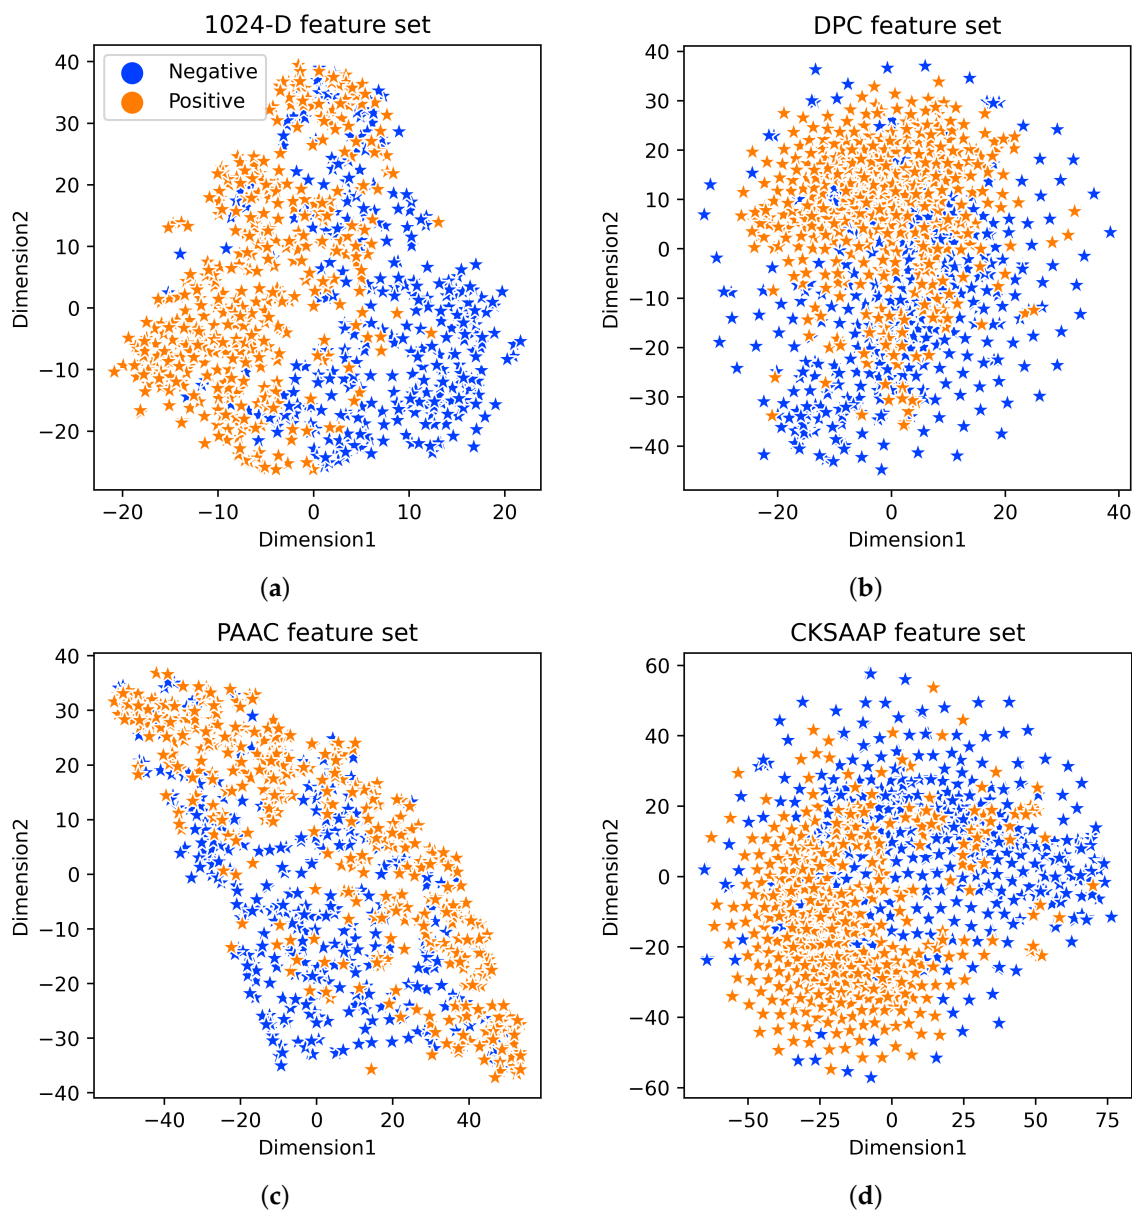 1024-D feature set
Negative
Positive
40
30
20
10
0
−10
−20
Dimension2
−20 −10 0 10 20
Dimension1
(a)
DPC feature set
40
30
20
10
0
−10
−20
−30
−40
Dimension2
−20 0 20 40
Dimension1
(b)
PAAC feature set
40
30
20
10
0
−10
−20
−30
−40
Dimension2
−40 −20 0 20 40
Dimension1
(c)
CKSAAP feature set
60
40
20
0
−20
−40
−60
Dimension2
−50 −25 0 25 50 75
Dimension1
(d)